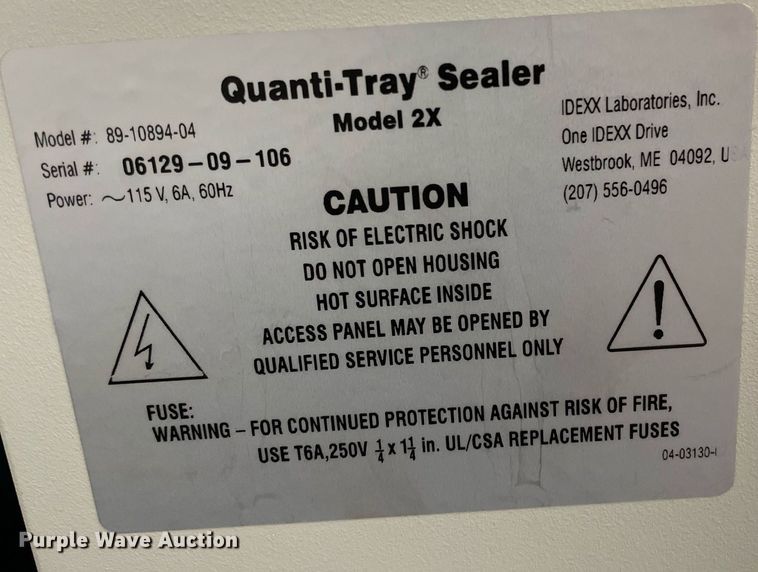 Quanti-Tray® Sealer
Model 2X
Model #: 89-10894-04
Serial #: 06129-09-106
Power: ~115 V, 6A, 60Hz
IDEXX Laboratories, Inc.
One IDEXX Drive
Westbrook, ME 04092, USA
(207) 556-0496
CAUTION
RISK OF ELECTRIC SHOCK
DO NOT OPEN HOUSING
HOT SURFACE INSIDE
ACCESS PANEL MAY BE OPENED BY
QUALIFIED SERVICE PERSONNEL ONLY
FUSE:
WARNING – FOR CONTINUED PROTECTION AGAINST RISK OF FIRE,
USE T6A,250V 1/4 x 1 1/4 in. UL/CSA REPLACEMENT FUSES
04-03130-I
Purple Wave Auction